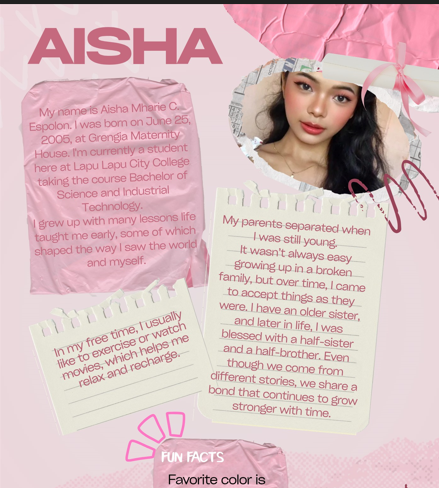 AISHA
My name is Aisha Mharie C.
Espolon. I was born on June 25,
2005, at Grengia Maternity
House. I'm currently a student
here at Lapu Lapu City College
taking the course Bachelor of
Science and Industrial
Technology.
I grew up with many lessons life
taught me early, some of which
shaped the way I saw the world
and myself.
My parents separated when
I was still young.
It wasn't always easy
growing up in a broken
family, but over time, I came
to accept things as they
were. I have an older sister,
and later in life, I was
blessed with a half-sister
and a half-brother. Even
though we come from
different stories, we share a
bond that continues to grow
stronger with time.
In my free time, I usually
like to exercise or watch
movies, which helps me
relax and recharge.
FUN FACTS
Favorite color is